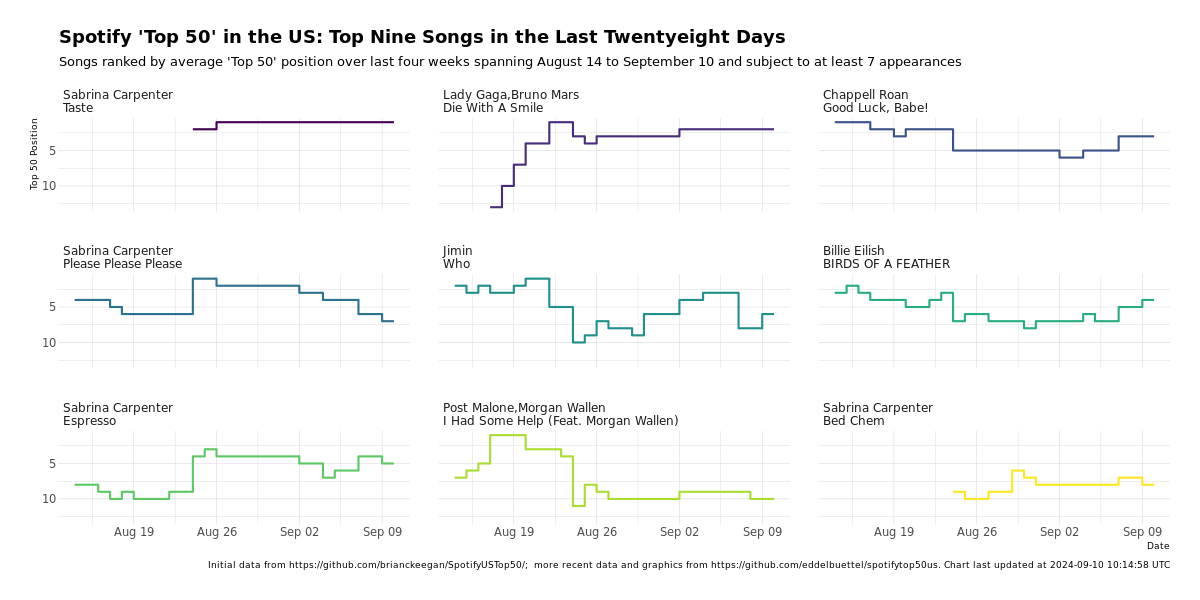 Spotify 'Top 50' in the US: Top Nine Songs in the Last Twentyeight Days
Songs ranked by average 'Top 50' position over last four weeks spanning August 14 to September 10 and subject to at least 7 appearances
Sabrina Carpenter
Taste
Lady Gaga,Bruno Mars
Die With A Smile
Chappell Roan
Good Luck, Babe!
Top 50 Position
5
10
Sabrina Carpenter
Please Please Please
Jimin
Who
Billie Eilish
BIRDS OF A FEATHER
5
10
Sabrina Carpenter
Espresso
Post Malone,Morgan Wallen
I Had Some Help (Feat. Morgan Wallen)
Sabrina Carpenter
Bed Chem
5
10
Aug 19 Aug 26 Sep 02 Sep 09
Aug 19 Aug 26 Sep 02 Sep 09
Aug 19 Aug 26 Sep 02 Sep 09
Date
Initial data from https://github.com/brianckeegan/SpotifyUSTop50/;  more recent data and graphics from https://github.com/eddelbuettel/spotifytop50us. Chart last updated at 2024-09-10 10:14:58 UTC